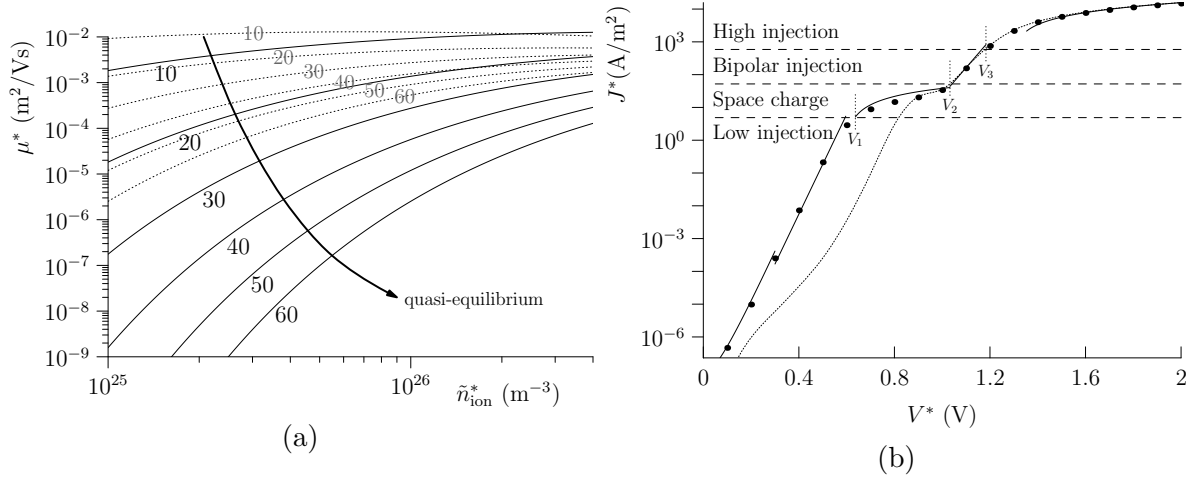 μ* (m²/Vs)
10⁻²
10⁻³
10⁻⁴
10⁻⁵
10⁻⁶
10⁻⁷
10⁻⁸
10⁻⁹
10
20
30
40
50
60
10
20
30
40
50
60
quasi-equilibrium
10²⁵
10²⁶
ñ*ion (m⁻³)
(a)
J* (A/m²)
10³
10⁰
10⁻³
10⁻⁶
High injection
Bipolar injection
Space charge
Low injection
V₁
V₂
V₃
0
0.4
0.8
1.2
1.6
2
V* (V)
(b)